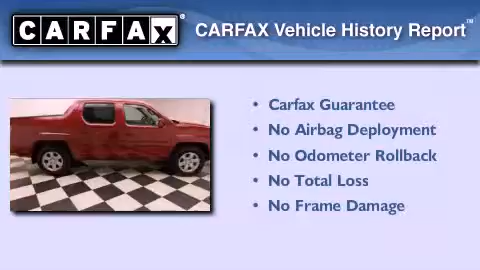 CARFAX®
CARFAX Vehicle History Report™
• Carfax Guarantee
• No Airbag Deployment
• No Odometer Rollback
• No Total Loss
• No Frame Damage